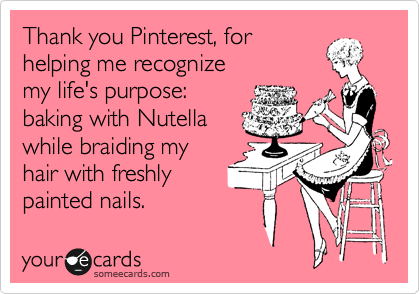 Thank you Pinterest, for
helping me recognize
my life's purpose:
baking with Nutella
while braiding my
hair with freshly
painted nails.
your e cards
someecards.com